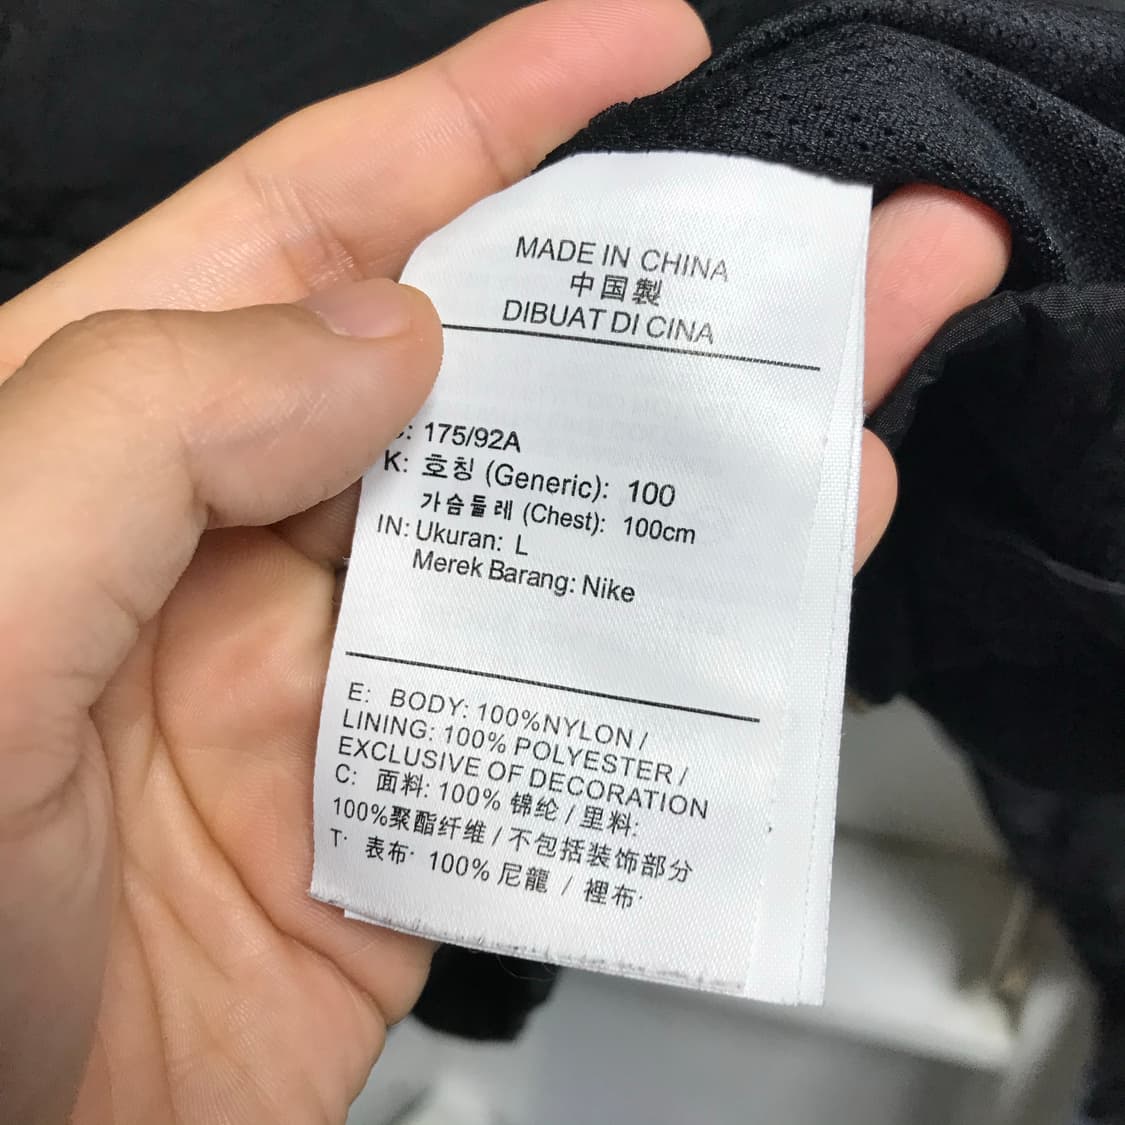 MADE IN CHINA
中国製
DIBUAT DI CINA
: 175/92A
K: 호칭 (Generic): 100
가슴둘레 (Chest): 100cm
IN: Ukuran: L
Merek Barang: Nike
E: BODY: 100%NYLON /
LINING: 100% POLYESTER /
EXCLUSIVE OF DECORATION
C: 面料: 100% 锦纶 / 里料:
100%聚酯纤维 / 不包括装饰部分
T: 表布: 100% 尼龍 / 裡布: